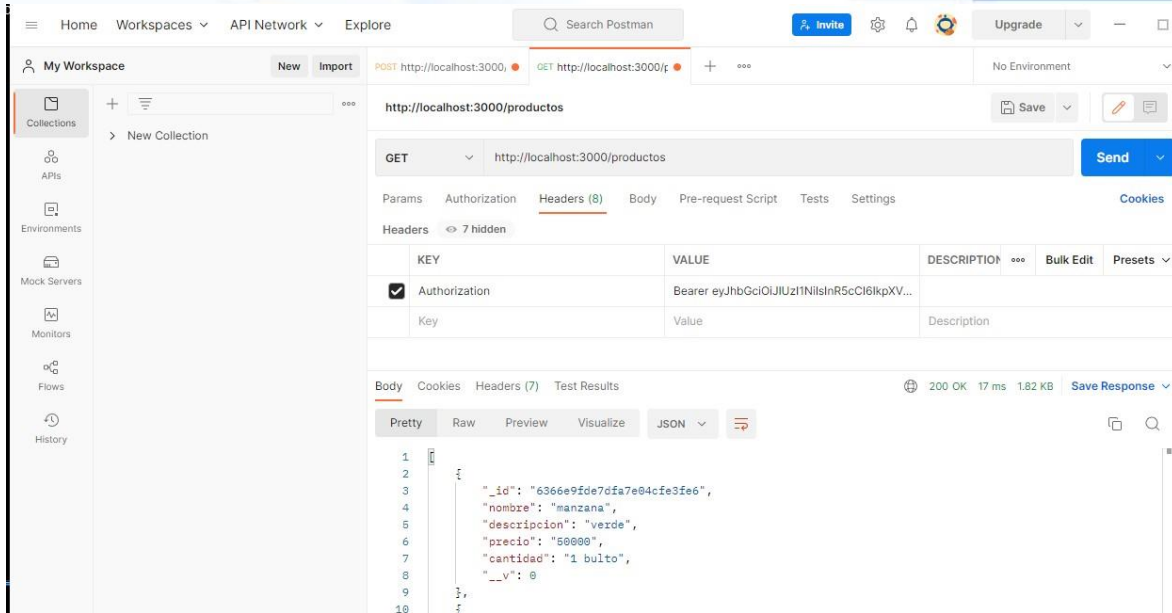 Home Workspaces API Network Explore Search Postman Invite Upgrade
My Workspace New Import POST http://localhost:3000/ GET http://localhost:3000/p No Environment
Collections
APIs
Environments
Mock Servers
Monitors
Flows
History
New Collection
http://localhost:3000/productos Save
GET http://localhost:3000/productos Send
Params Authorization Headers (8) Body Pre-request Script Tests Settings Cookies
Headers 7 hidden
KEY VALUE DESCRIPTION Bulk Edit Presets
Authorization Bearer eyJhbGciOiJIUzI1NiIsInR5cCI6IkpXV...
Key Value Description
Body Cookies Headers (7) Test Results 200 OK 17 ms 1.82 KB Save Response
Pretty Raw Preview Visualize JSON
1 [
2 {
3 "_id": "6366e9fde7dfa7e04cfe3fe6",
4 "nombre": "manzana",
5 "descripcion": "verde",
6 "precio": "50000",
7 "cantidad": "1 bulto",
8 "__v": 0
9 },
10 {